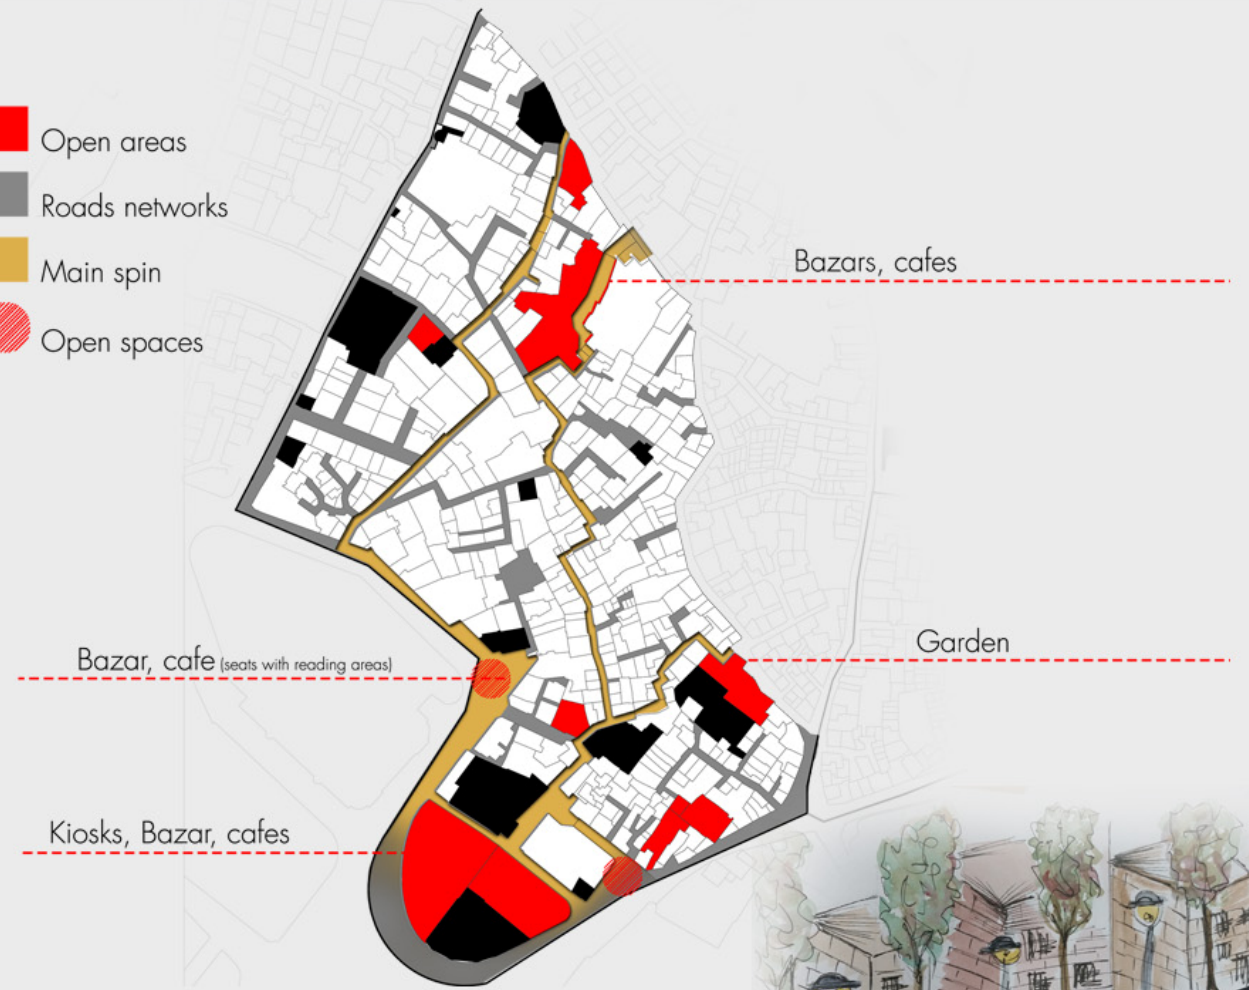 Open areas
Roads networks
Main spin
Open spaces
Bazars, cafes
Garden
Bazar, cafe (seats with reading areas)
Kiosks, Bazar, cafes